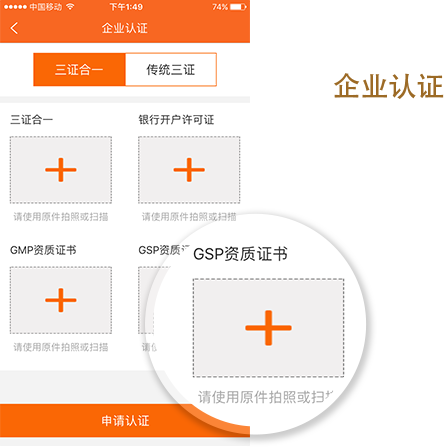 中国移动 下午1:49 74%
企业认证
三证合一 传统三证
企业认证
三证合一 银行开户许可证
请使用原件拍照或扫描 请使用原件拍照或扫描
GMP资质证书 GSP资质
GSP资质证书
请使用原件拍照或扫描 请
请使用原件拍照或扫
申请认证